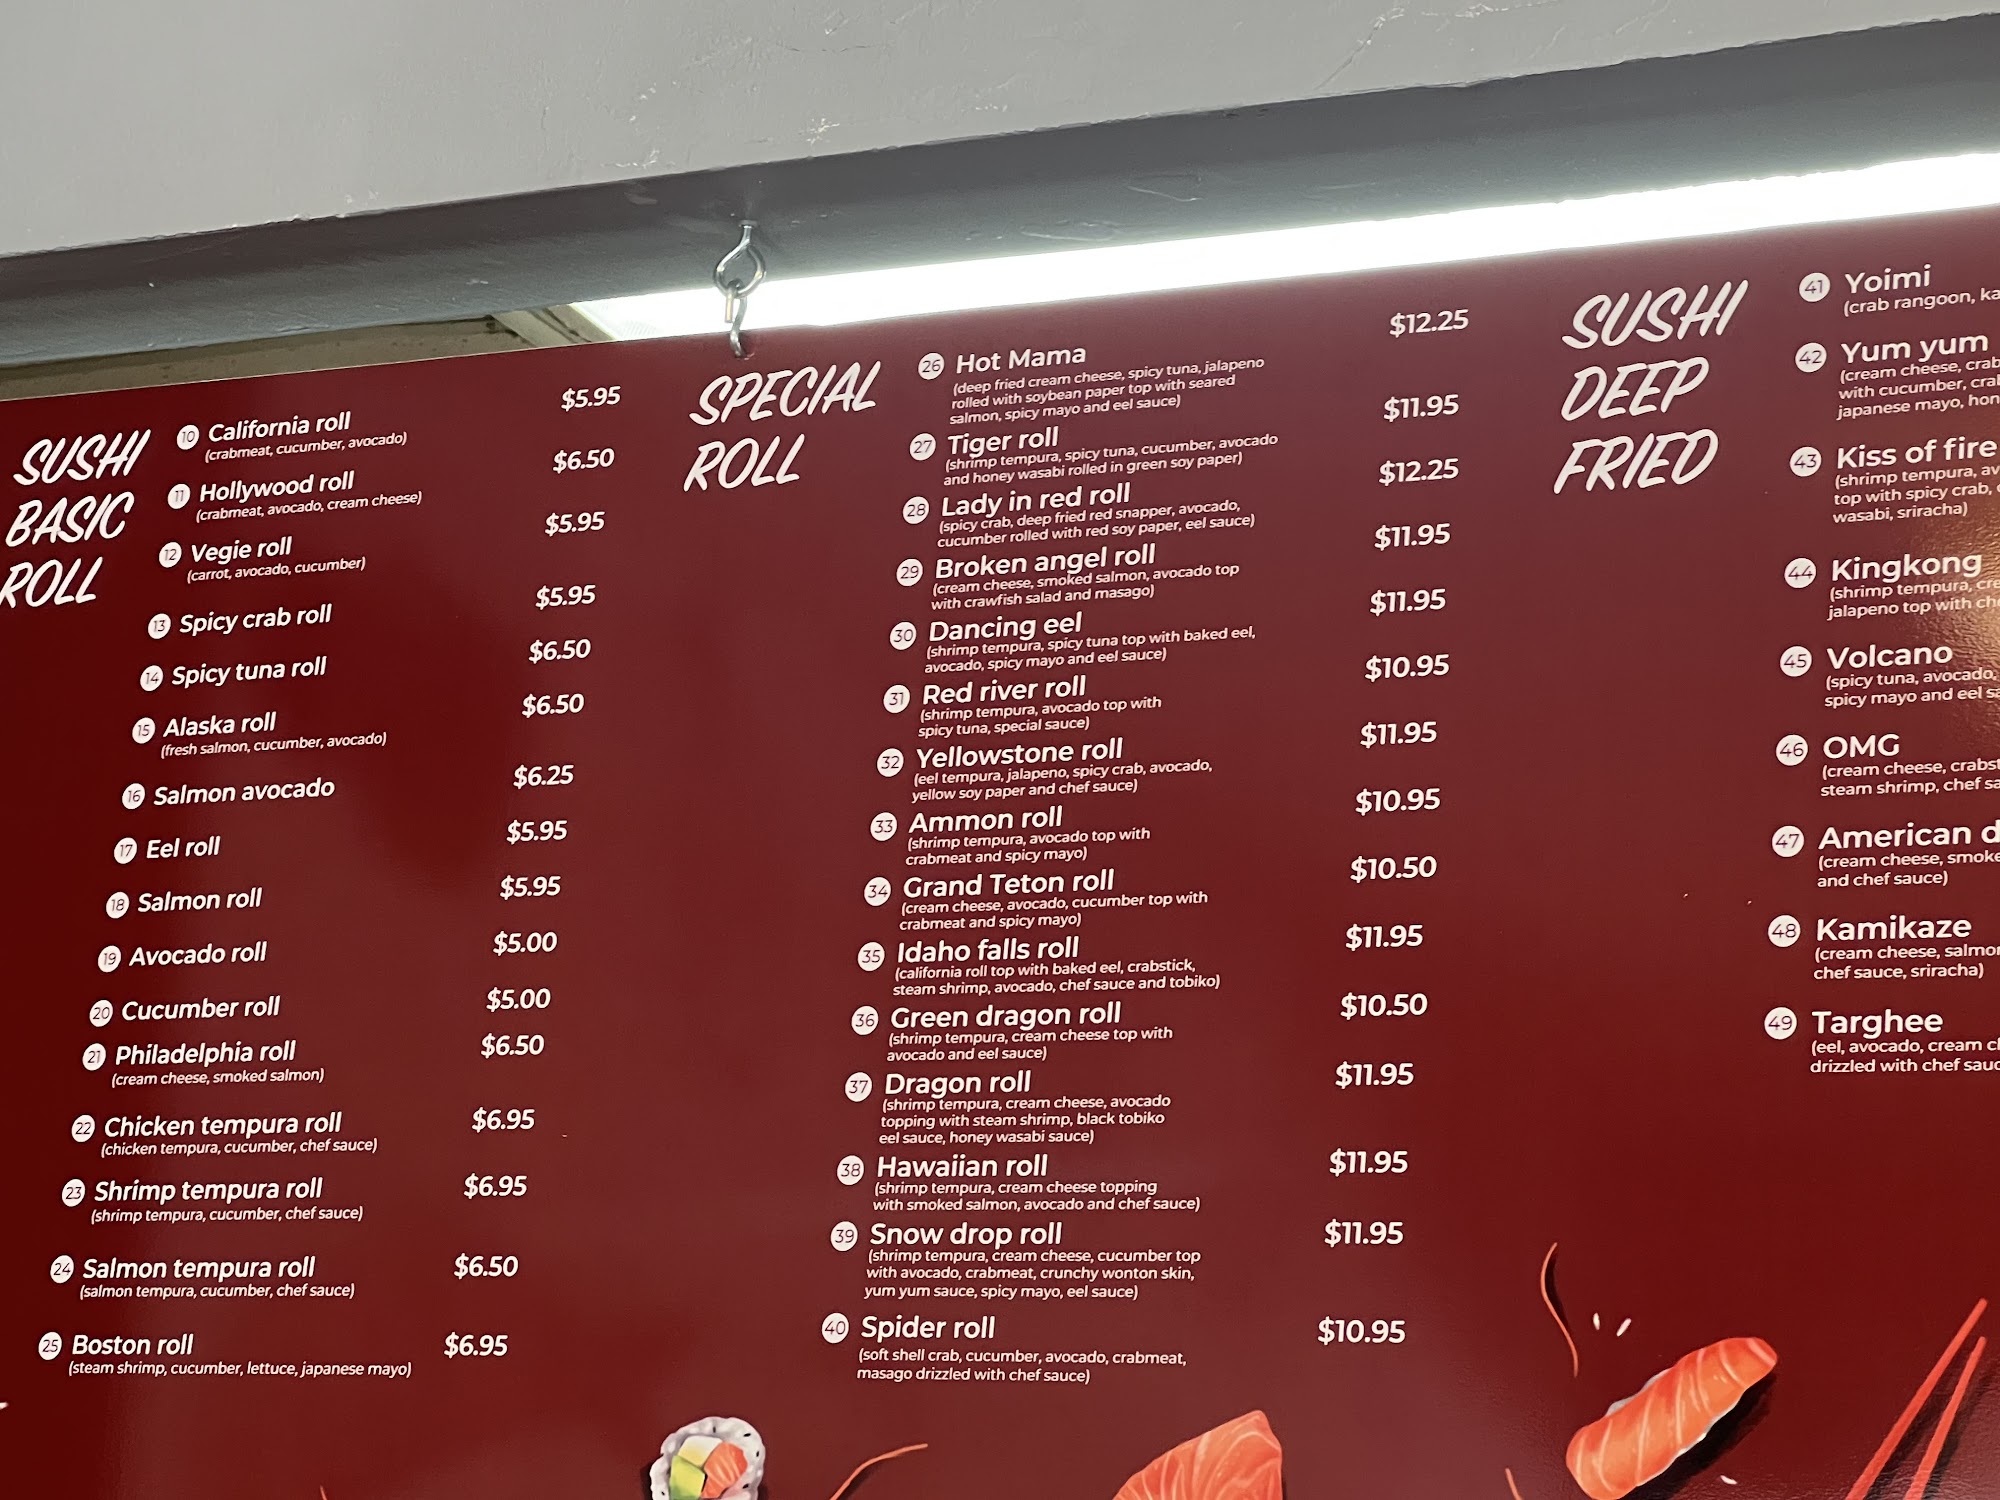 SUSHI
BASIC
ROLL
10 California roll $5.95
(crabmeat, cucumber, avocado)
11 Hollywood roll $6.50
(crabmeat, avocado, cream cheese)
12 Vegie roll $5.95
(carrot, avocado, cucumber)
13 Spicy crab roll $5.95
14 Spicy tuna roll $6.50
15 Alaska roll $6.50
(fresh salmon, cucumber, avocado)
16 Salmon avocado $6.25
17 Eel roll $5.95
18 Salmon roll $5.95
19 Avocado roll $5.00
20 Cucumber roll $5.00
21 Philadelphia roll $6.50
(cream cheese, smoked salmon)
22 Chicken tempura roll $6.95
(chicken tempura, cucumber, chef sauce)
23 Shrimp tempura roll $6.95
(shrimp tempura, cucumber, chef sauce)
24 Salmon tempura roll $6.50
(salmon tempura, cucumber, chef sauce)
25 Boston roll $6.95
(steam shrimp, cucumber, lettuce, japanese mayo)
SPECIAL
ROLL
26 Hot Mama $12.25
(deep fried cream cheese, spicy tuna, jalapeno
rolled with soybean paper top with seared
salmon, spicy mayo and eel sauce)
27 Tiger roll $11.95
(shrimp tempura, spicy tuna, cucumber, avocado
and honey wasabi rolled in green soy paper)
28 Lady in red roll $12.25
(spicy crab, deep fried red snapper, avocado,
cucumber rolled with red soy paper, eel sauce)
29 Broken angel roll $11.95
(cream cheese, smoked salmon, avocado top
with crawfish salad and masago)
30 Dancing eel $11.95
(shrimp tempura, spicy tuna top with baked eel,
avocado, spicy mayo and eel sauce)
31 Red river roll $10.95
(shrimp tempura, avocado top with
spicy tuna, special sauce)
32 Yellowstone roll $11.95
(eel tempura, jalapeno, spicy crab, avocado,
yellow soy paper and chef sauce)
33 Ammon roll $10.95
(shrimp tempura, avocado top with
crabmeat and spicy mayo)
34 Grand Teton roll $10.50
(cream cheese, avocado, cucumber top with
crabmeat and spicy mayo)
35 Idaho falls roll $11.95
(california roll top with baked eel, crabstick,
steam shrimp, avocado, chef sauce and tobiko)
36 Green dragon roll $10.50
(shrimp tempura, cream cheese top with
avocado and eel sauce)
37 Dragon roll $11.95
(shrimp tempura, cream cheese, avocado
topping with steam shrimp, black tobiko
eel sauce, honey wasabi sauce)
38 Hawaiian roll $11.95
(shrimp tempura, cream cheese topping
with smoked salmon, avocado and chef sauce)
39 Snow drop roll $11.95
(shrimp tempura, cream cheese, cucumber top
with avocado, crabmeat, crunchy wonton skin,
yum yum sauce, spicy mayo, eel sauce)
40 Spider roll $10.95
(soft shell crab, cucumber, avocado, crabmeat,
masago drizzled with chef sauce)
SUSHI
DEEP
FRIED
41 Yoimi
(crab rangoon,
42 Yum yum
(cream cheese,
with cucumber,
japanese mayo,
43 Kiss of fire
(shrimp tempura,
top with spicy crab,
wasabi, sriracha)
44 Kingkong
(shrimp tempura,
jalapeno top with
45 Volcano
(spicy tuna, avocado,
spicy mayo and eel
46 OMG
(cream cheese,
steam shrimp, chef
47 American
(cream cheese,
and chef sauce)
48 Kamikaze
(cream cheese,
chef sauce, sriracha)
49 Targhee
(eel, avocado, cream
drizzled with chef